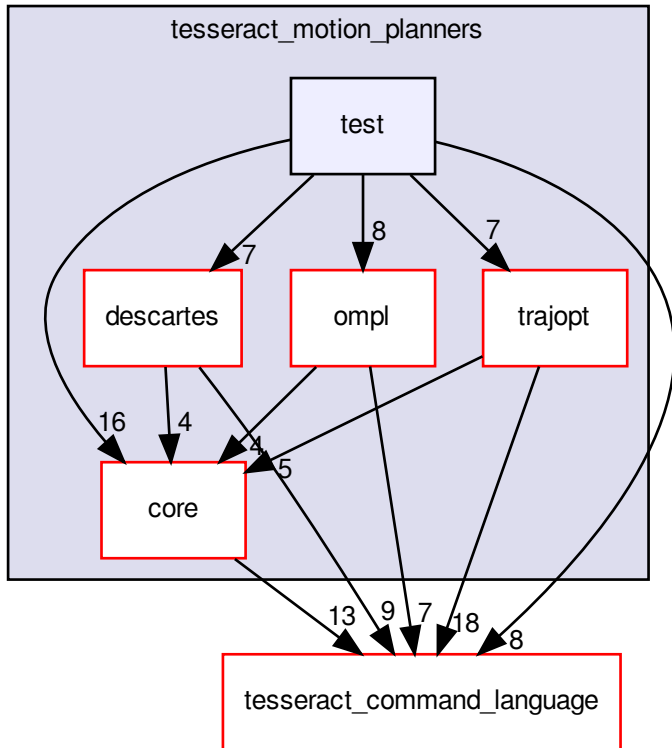 tesseract_motion_planners
test
7
8
7
descartes
ompl
trajopt
16
4
4
5
core
13
9
7
18
8
tesseract_command_language